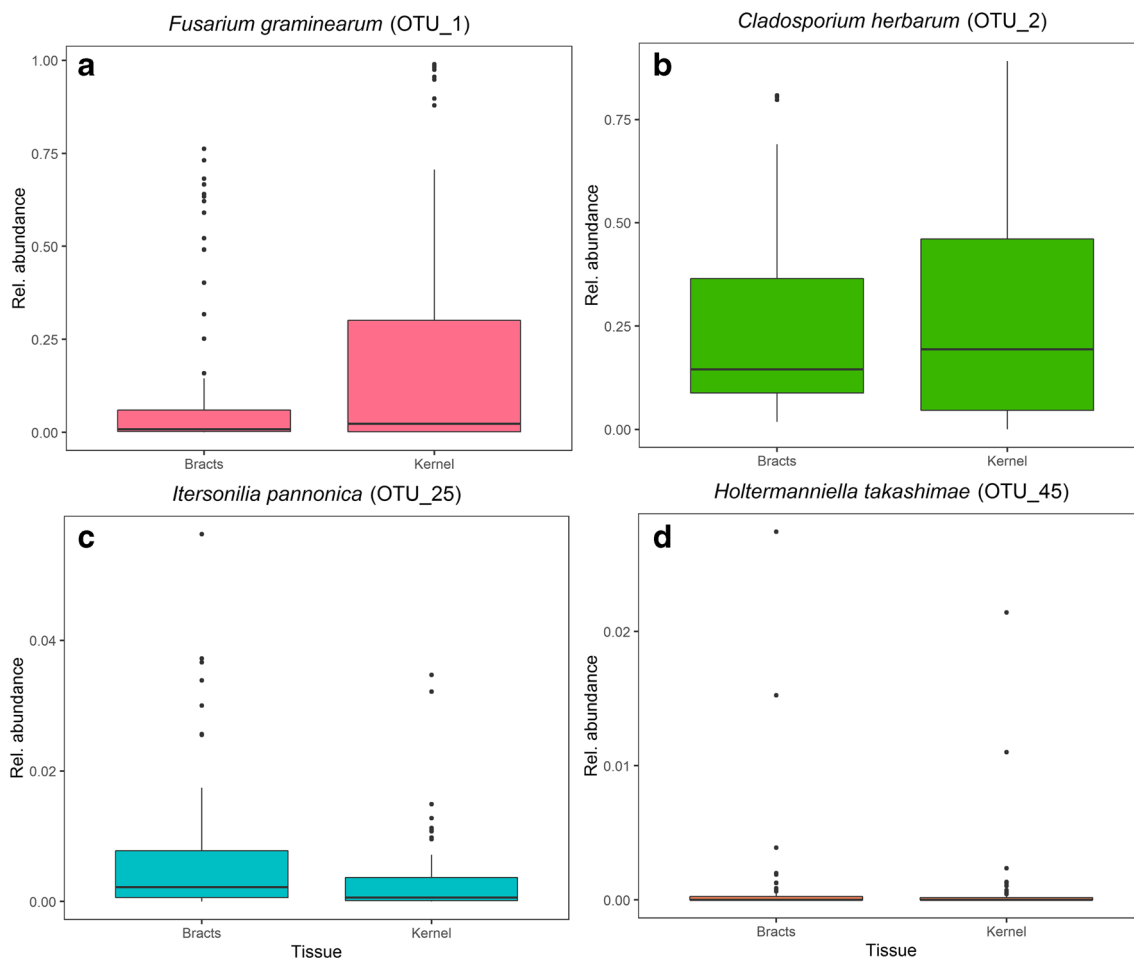 Fusarium graminearum (OTU_1)
a
1.00
0.75
0.50
0.25
0.00
Rel. abundance
Bracts
Kernel
Cladosporium herbarum (OTU_2)
b
0.75
0.50
0.25
0.00
Rel. abundance
Bracts
Kernel
Itersonilia pannonica (OTU_25)
c
0.04
0.02
0.00
Rel. abundance
Bracts
Kernel
Tissue
Holtermanniella takashimae (OTU_45)
d
0.02
0.01
0.00
Rel. abundance
Bracts
Kernel
Tissue